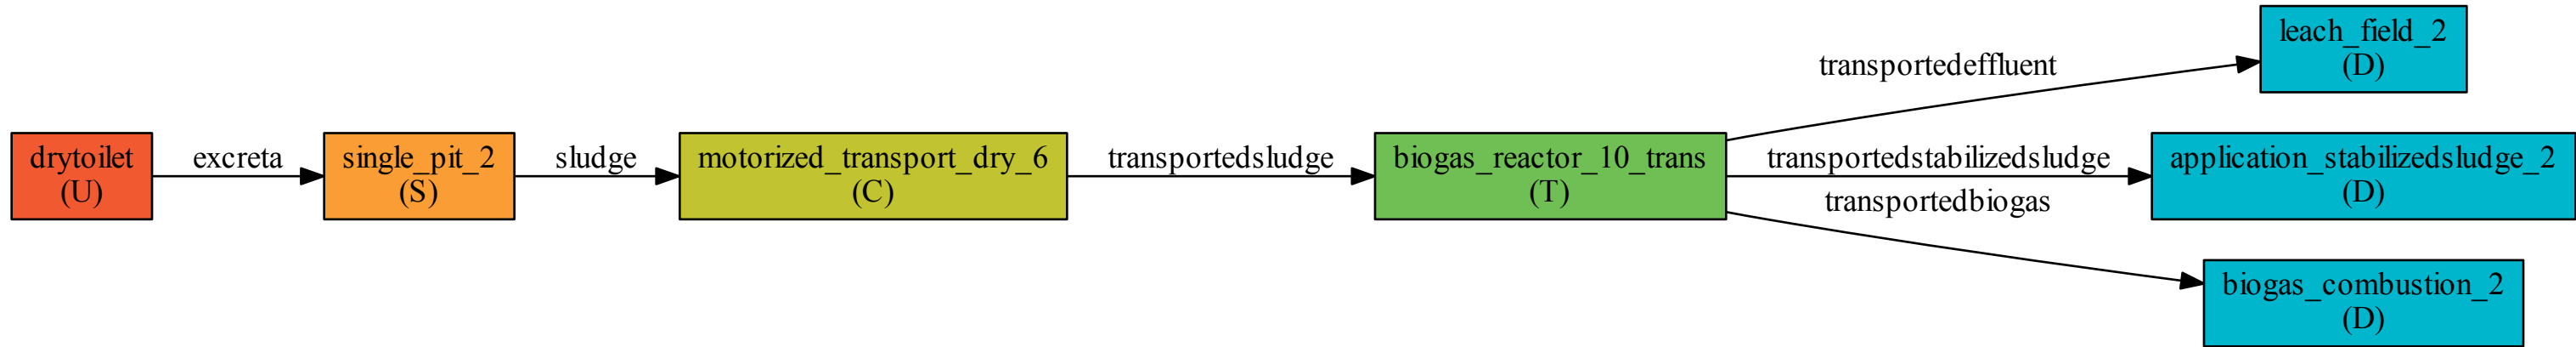 drytoilet
(U)
excreta
single_pit_2
(S)
sludge
motorized_transport_dry_6
(C)
transportedsludge
biogas_reactor_10_trans
(T)
transportedeffluent
leach_field_2
(D)
transportedstabilizedsludge
application_stabilizedsludge_2
(D)
transportedbiogas
biogas_combustion_2
(D)